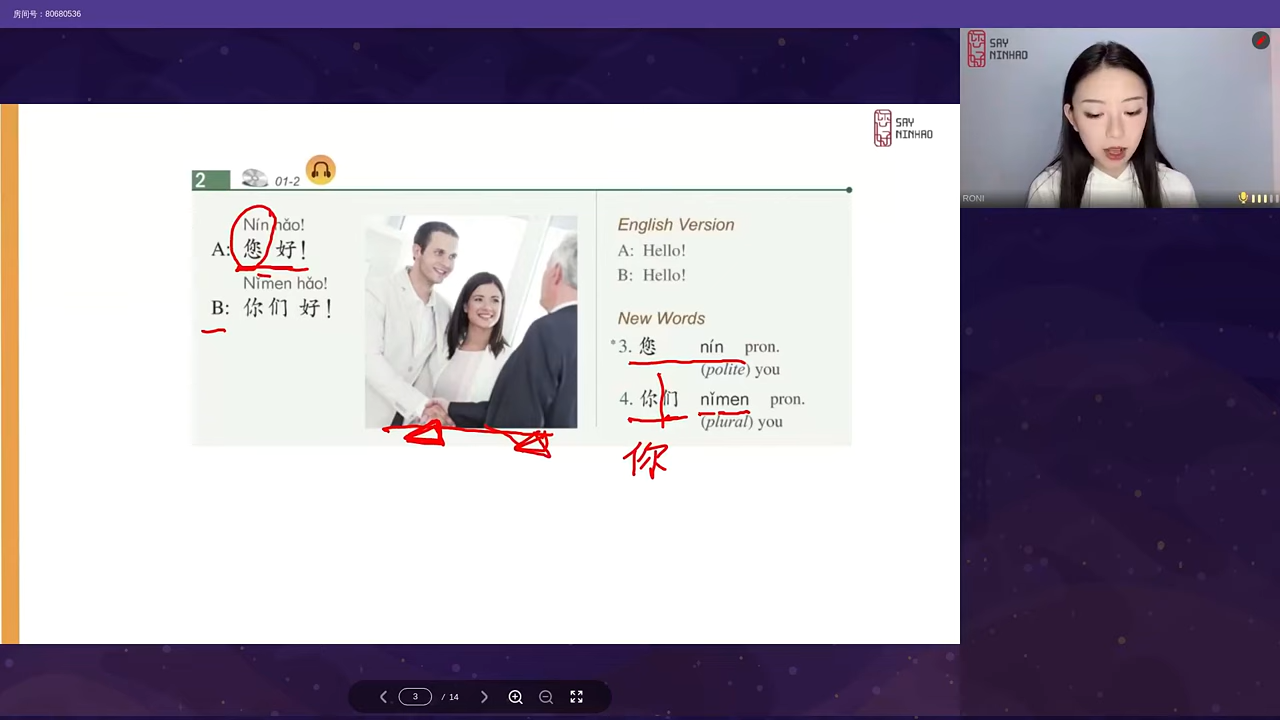 房间号：80680536
SAY
NINHAO
SAY
NINHAO
2 01-2
Nín hǎo!
A: 您 好！
Nǐmen hǎo!
B: 你们 好！
English Version
A: Hello!
B: Hello!
New Words
*3. 您 nín pron.
(polite) you
4. 你们 nǐmen pron.
(plural) you
你
RONI
3 / 14